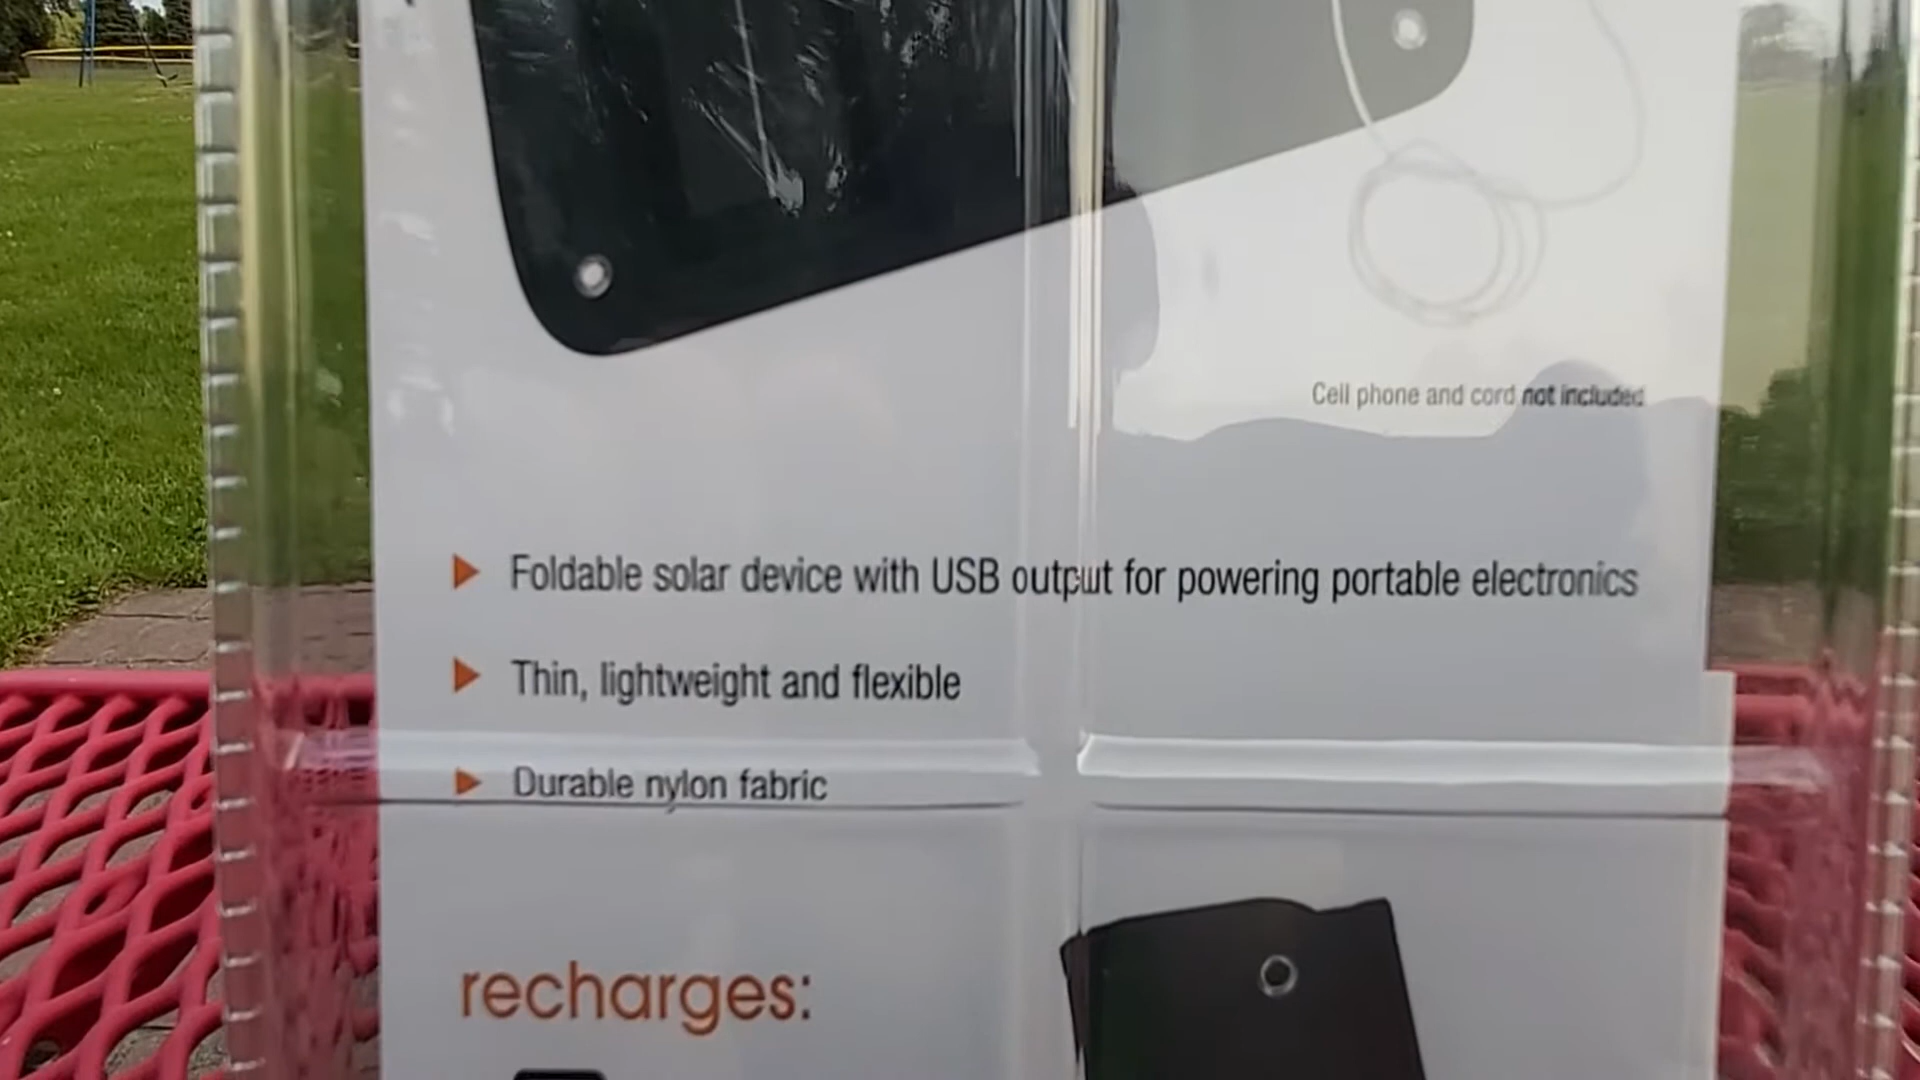 Cell phone and cord not included
Foldable solar device with USB output for powering portable electronics
Thin, lightweight and flexible
Durable nylon fabric
recharges: